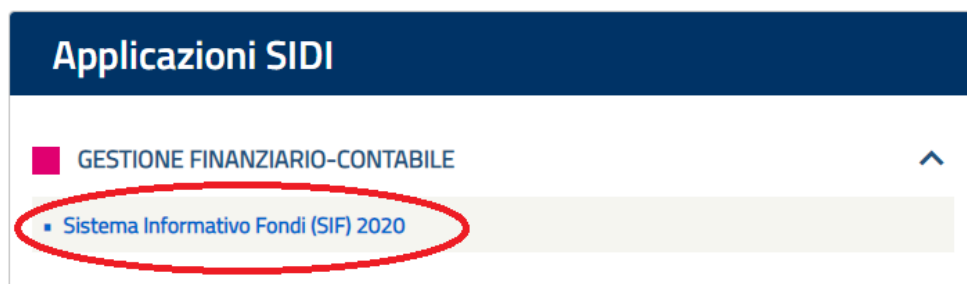 Applicazioni SIDI
GESTIONE FINANZIARIO-CONTABILE
Sistema Informativo Fondi (SIF) 2020